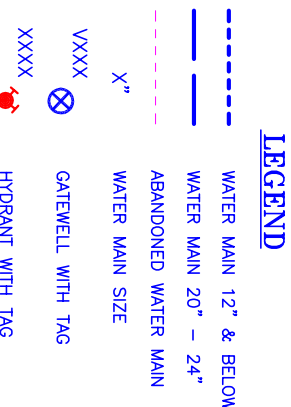 LEGEND
WATER MAIN 12" & BELOW
WATER MAIN 20" - 24"
ABANDONED WATER MAIN
X" WATER MAIN SIZE
VXXX GATEWELL WITH TAG
XXXX HYDRANT WITH TAG